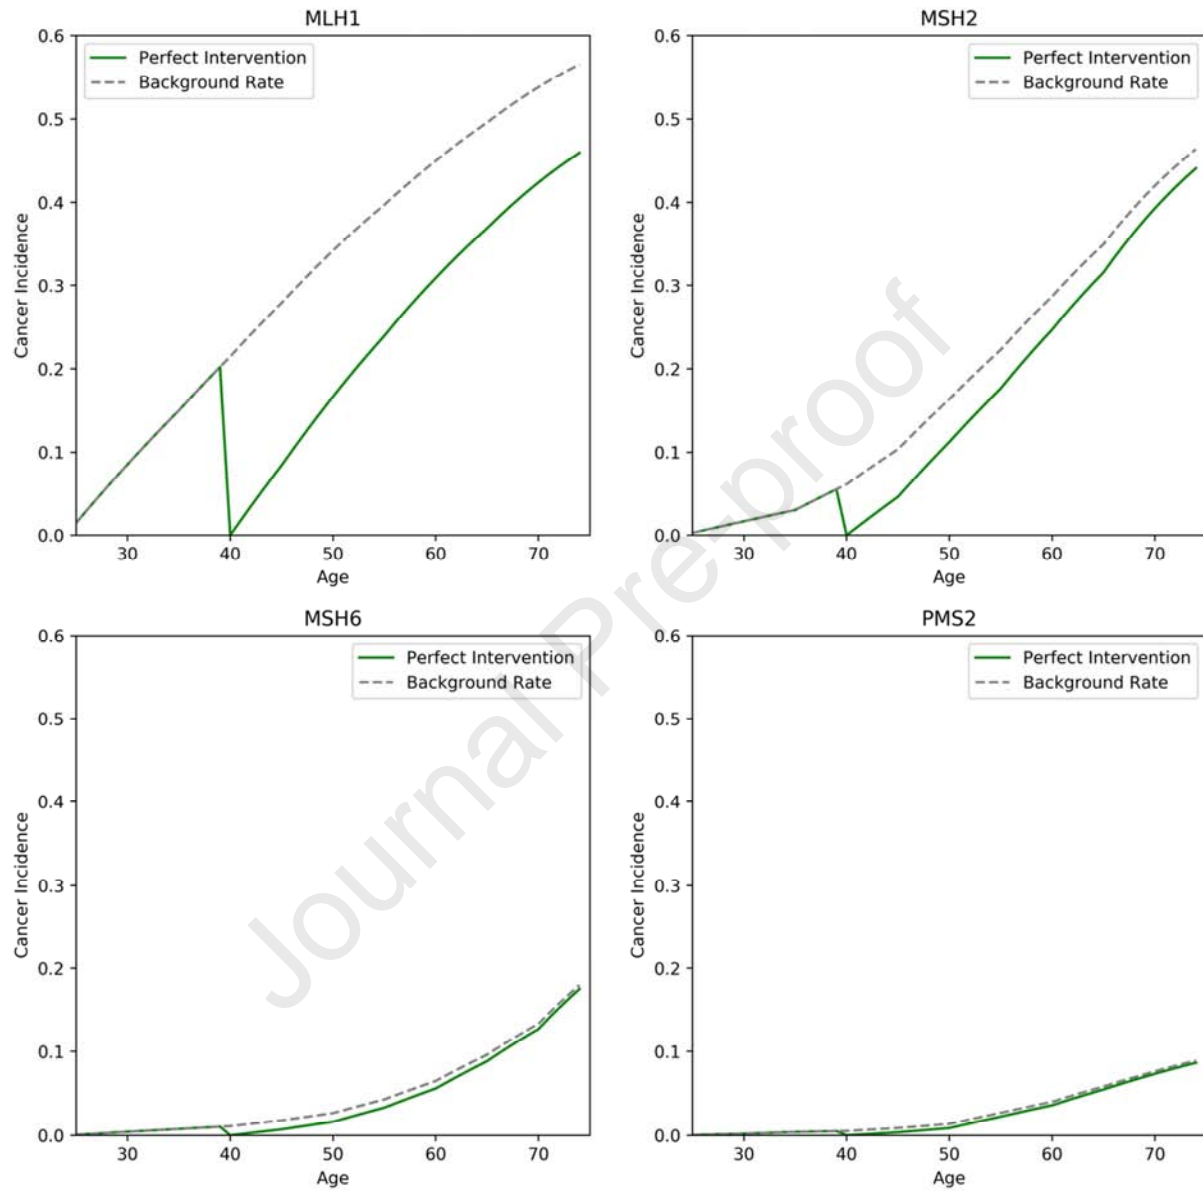 MLH1
Perfect Intervention
Background Rate
0.6
0.5
0.4
0.3
0.2
0.1
0.0
Cancer Incidence
30 40 50 60 70
Age
MSH2
Perfect Intervention
Background Rate
0.6
0.5
0.4
0.3
0.2
0.1
0.0
Cancer Incidence
30 40 50 60 70
Age
MSH6
Perfect Intervention
Background Rate
0.6
0.5
0.4
0.3
0.2
0.1
0.0
Cancer Incidence
30 40 50 60 70
Age
PMS2
Perfect Intervention
Background Rate
0.6
0.5
0.4
0.3
0.2
0.1
0.0
Cancer Incidence
30 40 50 60 70
Age
Journal Pre-proof